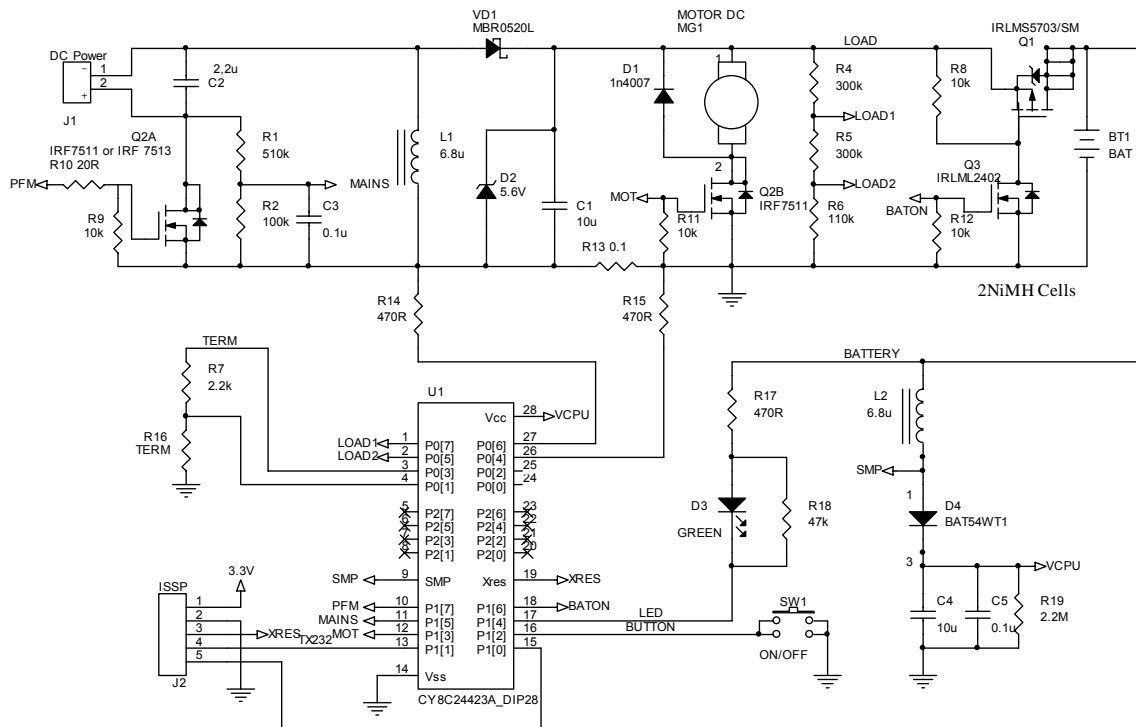 VD1
MBR0520L
MOTOR DC
MG1
IRLMS5703/SM
Q1
LOAD
DC Power
-
1
2
+
J1
2,2u
C2
Q2A
IRF7511 or IRF 7513
R10 20R
PFM
R9
10k
R1
510k
R2
100k
C3
0.1u
MAINS
L1
6.8u
D2
5.6V
C1
10u
D1
1n4007
1
2
MOT
R11
10k
Q2B
IRF7511
R13 0.1
R4
300k
LOAD1
R5
300k
LOAD2
R6
110k
R8
10k
Q3
IRLML2402
BATON
R12
10k
BT1
BAT
2NiMH Cells
R14
470R
R15
470R
TERM
R7
2.2k
R16
TERM
U1
LOAD1
LOAD2
1 P0[7]
2 P0[5]
3 P0[3]
4 P0[1]
5 P2[7]
6 P2[5]
7 P2[3]
8 P2[1]
SMP 9 SMP
PFM 10 P1[7]
MAINS 11 P1[5]
MOT 12 P1[3]
TX232 13 P1[1]
14 Vss
Vcc 28 VCPU
P0[6] 27
P0[4] 26
P0[2] 25
P0[0] 24
P2[6] 23
P2[4] 22
P2[2] 21
P2[0] 20
Xres 19 XRES
P1[6] 18 BATON
P1[4] 17 LED
P1[2] 16 BUTTON
P1[0] 15
CY8C24423A_DIP28
ISSP
3.3V
1
2
3 XRES
4
5
J2
BATTERY
R17
470R
D3
GREEN
R18
47k
SW1
ON/OFF
L2
6.8u
SMP
1
D4
BAT54WT1
3
VCPU
C4
10u
C5
0.1u
R19
2.2M